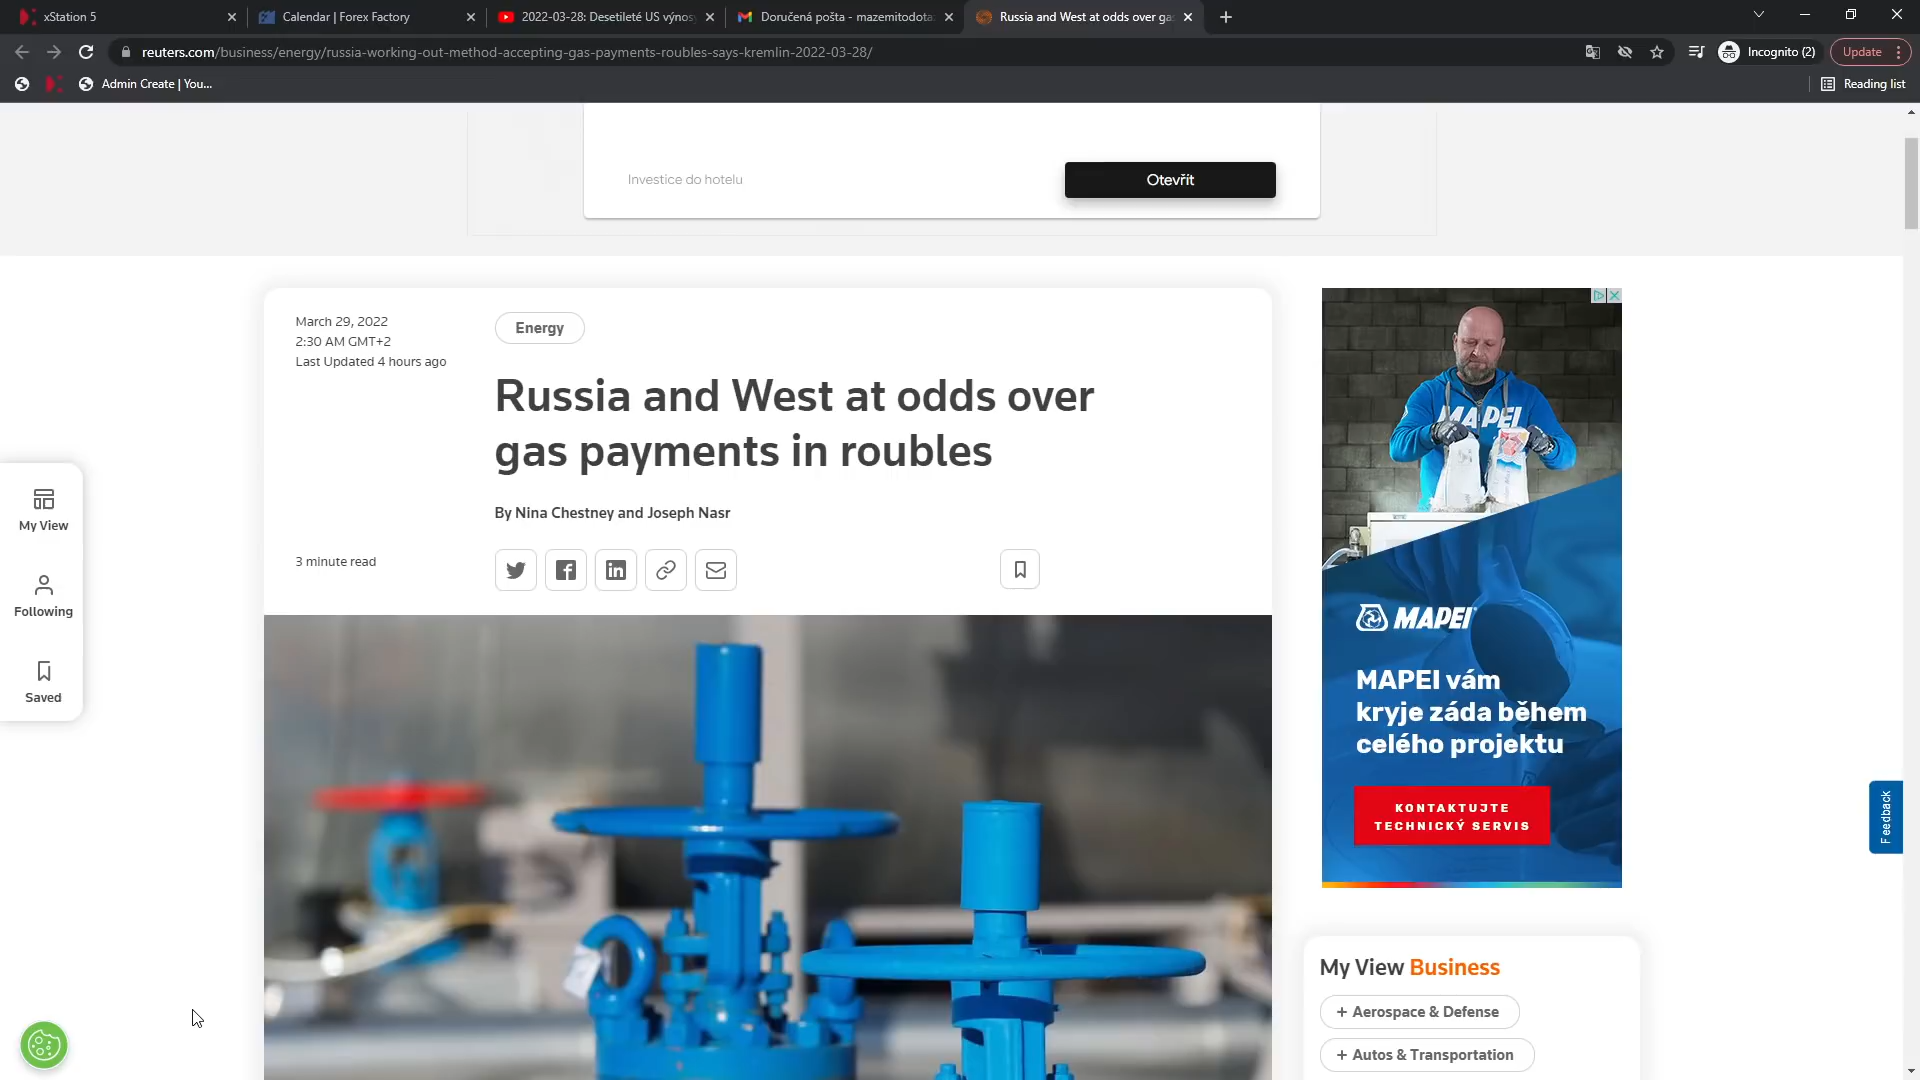 xStation 5
Calendar | Forex Factory
2022-03-28: Desetileté US výnos
Doručená pošta - mazemitodota
Russia and West at odds over ga
reuters.com/business/energy/russia-working-out-method-accepting-gas-payments-roubles-says-kremlin-2022-03-28/
Incognito (2)
Update
Admin Create | You...
Reading list
Investice do hotelu
Otevřít
March 29, 2022
2:30 AM GMT+2
Last Updated 4 hours ago
Energy
Russia and West at odds over
gas payments in roubles
By Nina Chestney and Joseph Nasr
3 minute read
My View
Following
Saved
MAPEI
MAPEI
MAPEI vám
kryje záda během
celého projektu
KONTAKTUJTE
TECHNICKÝ SERVIS
Feedback
My View Business
+ Aerospace & Defense
+ Autos & Transportation